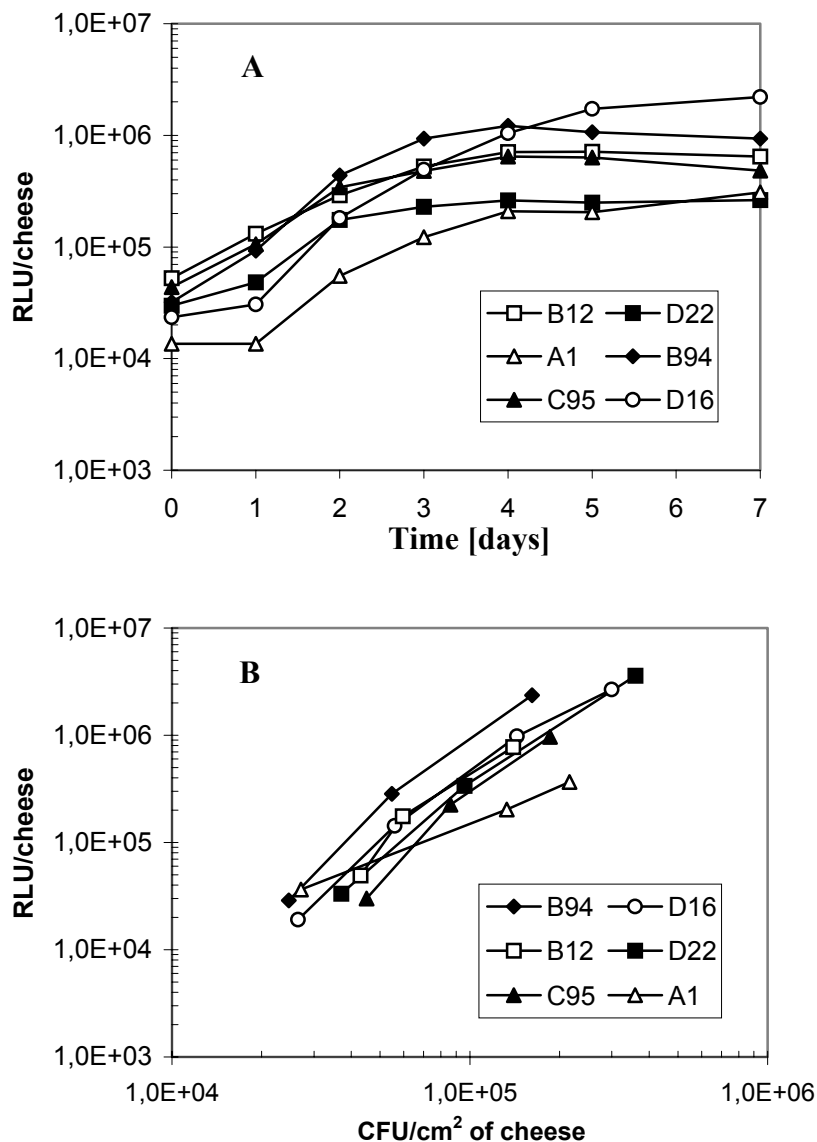 1,0E+07
A
1,0E+06
1,0E+05
1,0E+04
1,0E+03
RLU/cheese
B12 D22
A1 B94
C95 D16
0 1 2 3 4 5 6 7
Time [days]
1,0E+07
B
1,0E+06
1,0E+05
1,0E+04
1,0E+03
RLU/cheese
B94 D16
B12 D22
C95 A1
1,0E+04 1,0E+05 1,0E+06
CFU/cm² of cheese